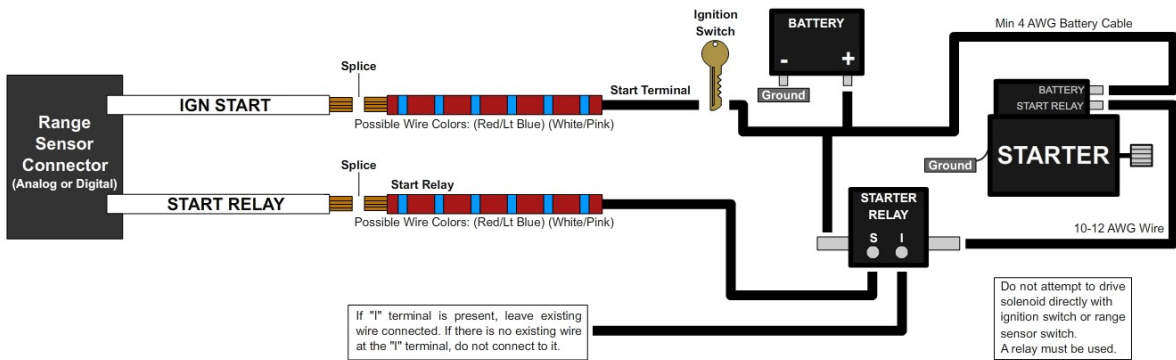 Ignition
Switch
BATTERY
- +
Ground
Min 4 AWG Battery Cable
Range
Sensor
Connector
(Analog or Digital)
IGN START
Splice
Start Terminal
Possible Wire Colors: (Red/Lt Blue) (White/Pink)
BATTERY
START RELAY
STARTER
Ground
START RELAY
Splice
Start Relay
Possible Wire Colors: (Red/Lt Blue) (White/Pink)
STARTER
RELAY
S I
10-12 AWG Wire
If "I" terminal is present, leave existing
wire connected. If there is no existing wire
at the "I" terminal, do not connect to it.
Do not attempt to drive
solenoid directly with
ignition switch or range
sensor switch.
A relay must be used.